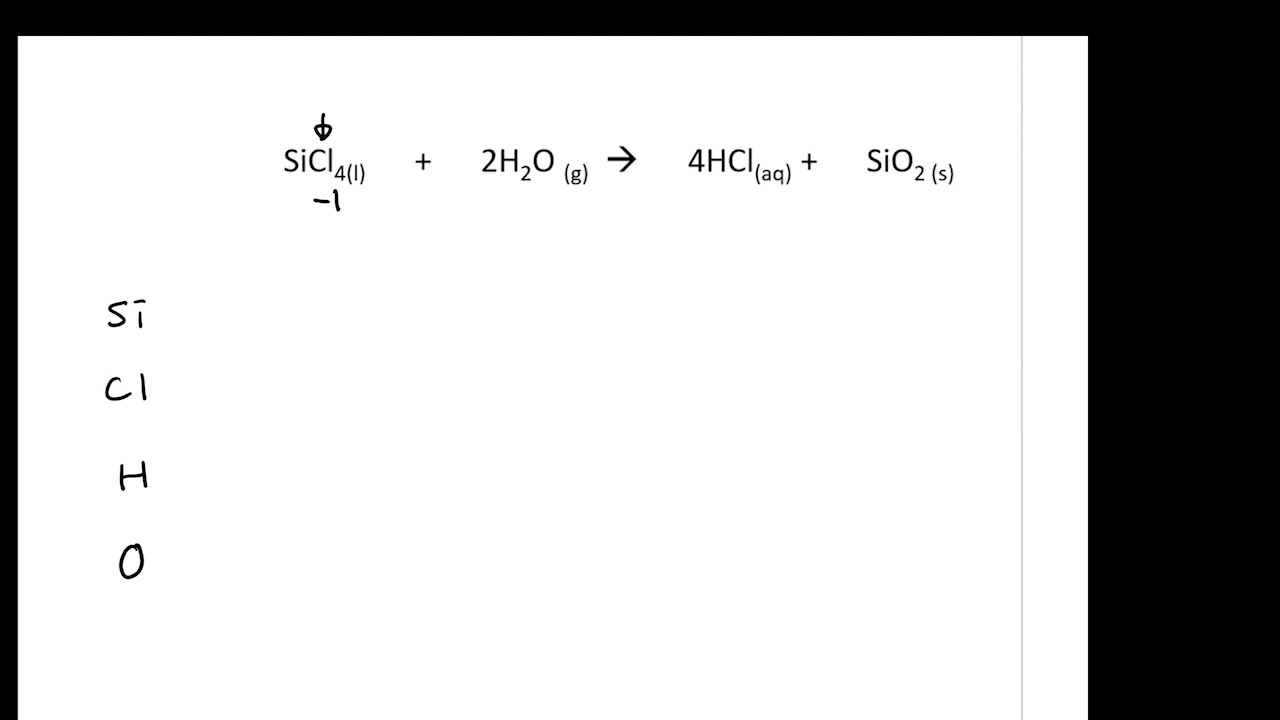 SiCl4(l) + 2H2O (g) → 4HCl(aq) + SiO2 (s)
-1
Si
Cl
H
O